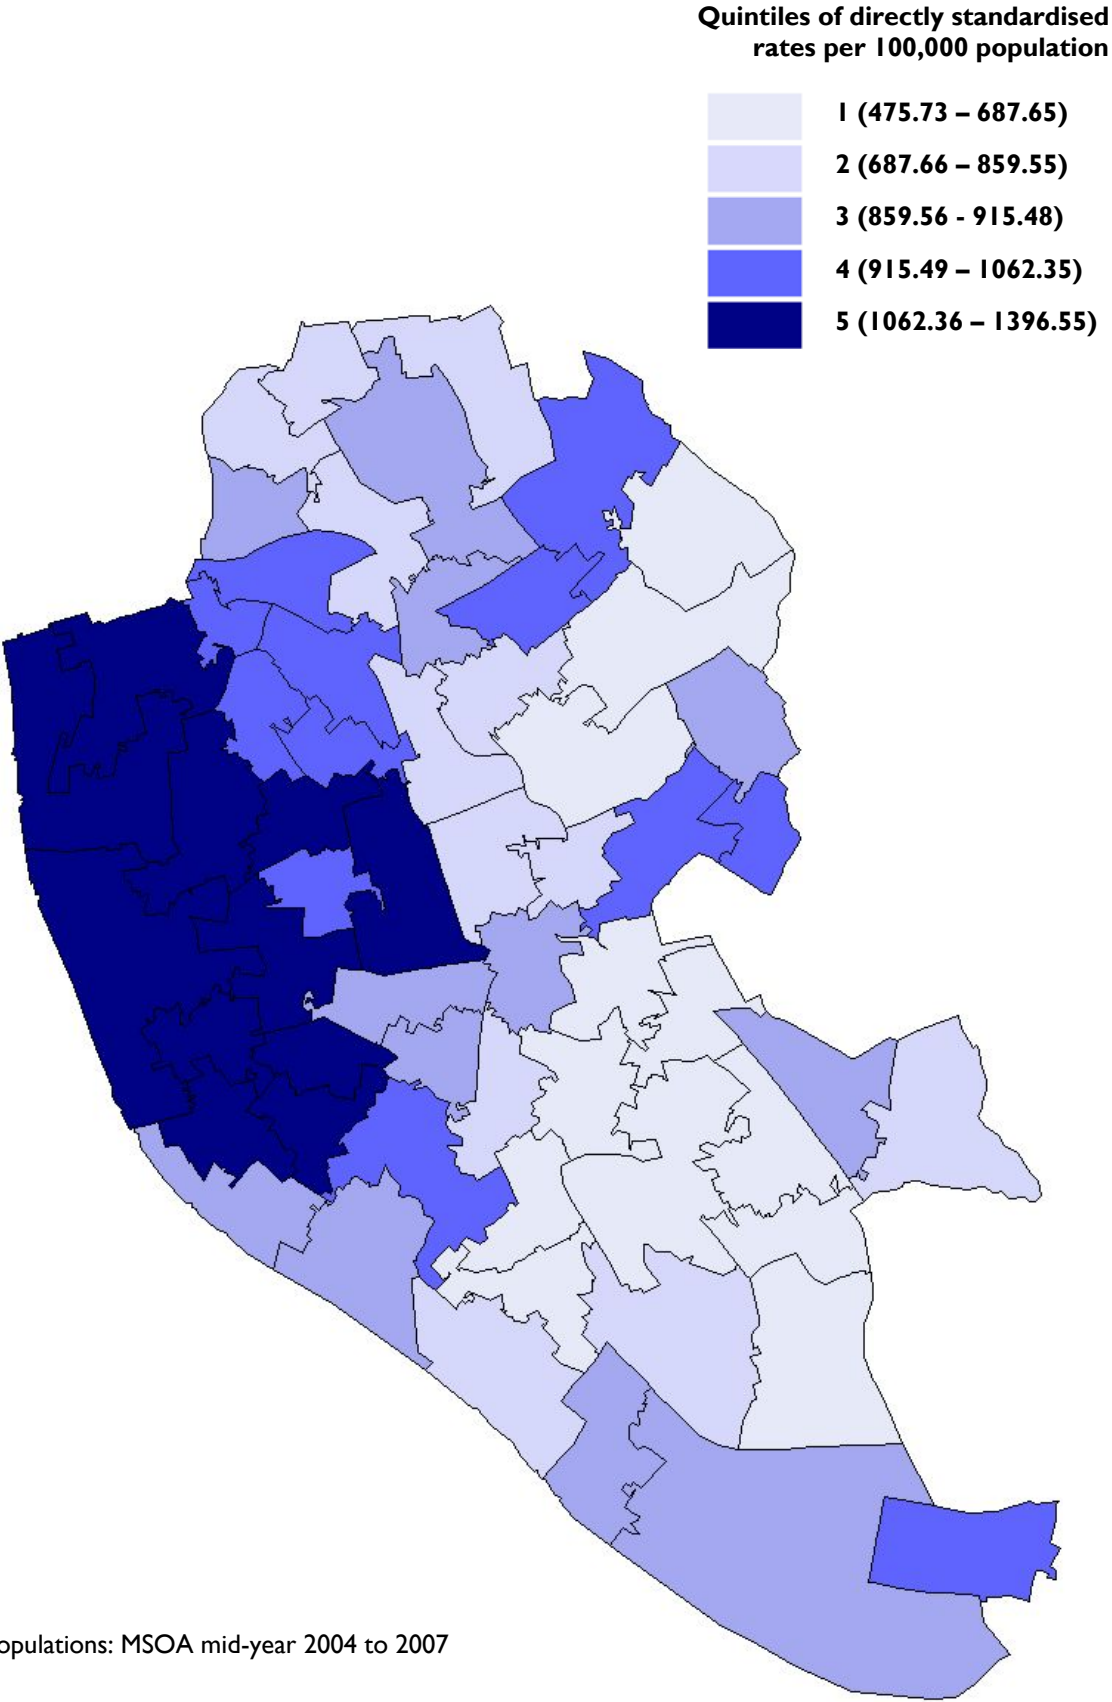 Quintiles of directly standardised
rates per 100,000 population
1 (475.73 – 687.65)
2 (687.66 – 859.55)
3 (859.56 - 915.48)
4 (915.49 – 1062.35)
5 (1062.36 – 1396.55)
opulations: MSOA mid-year 2004 to 2007